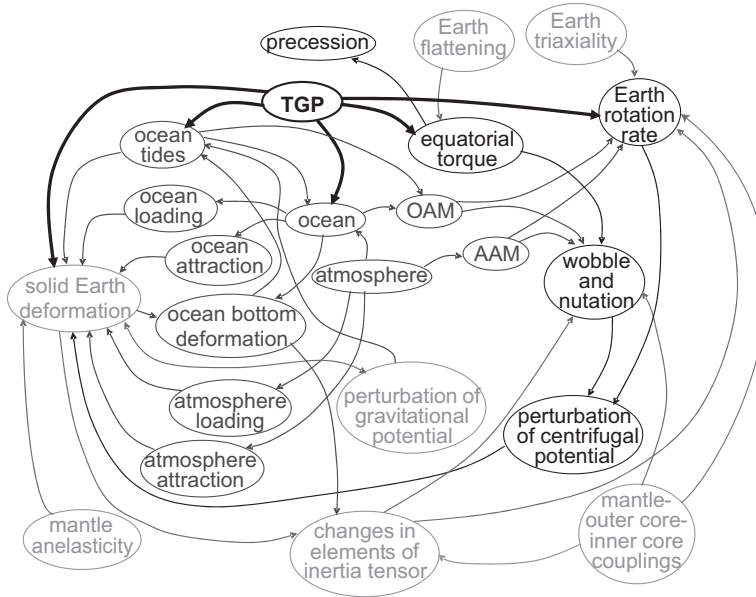 precession
Earth
flattening
Earth
triaxiality
TGP
Earth
rotation
rate
ocean
tides
equatorial
torque
ocean
loading
ocean
OAM
ocean
attraction
AAM
atmosphere
wobble
and
nutation
solid Earth
deformation
ocean bottom
deformation
atmosphere
loading
perturbation of
gravitational
potential
perturbation
of centrifugal
potential
atmosphere
attraction
mantle
anelasticity
changes in
elements of
inertia tensor
mantle-
outer core-
inner core
couplings